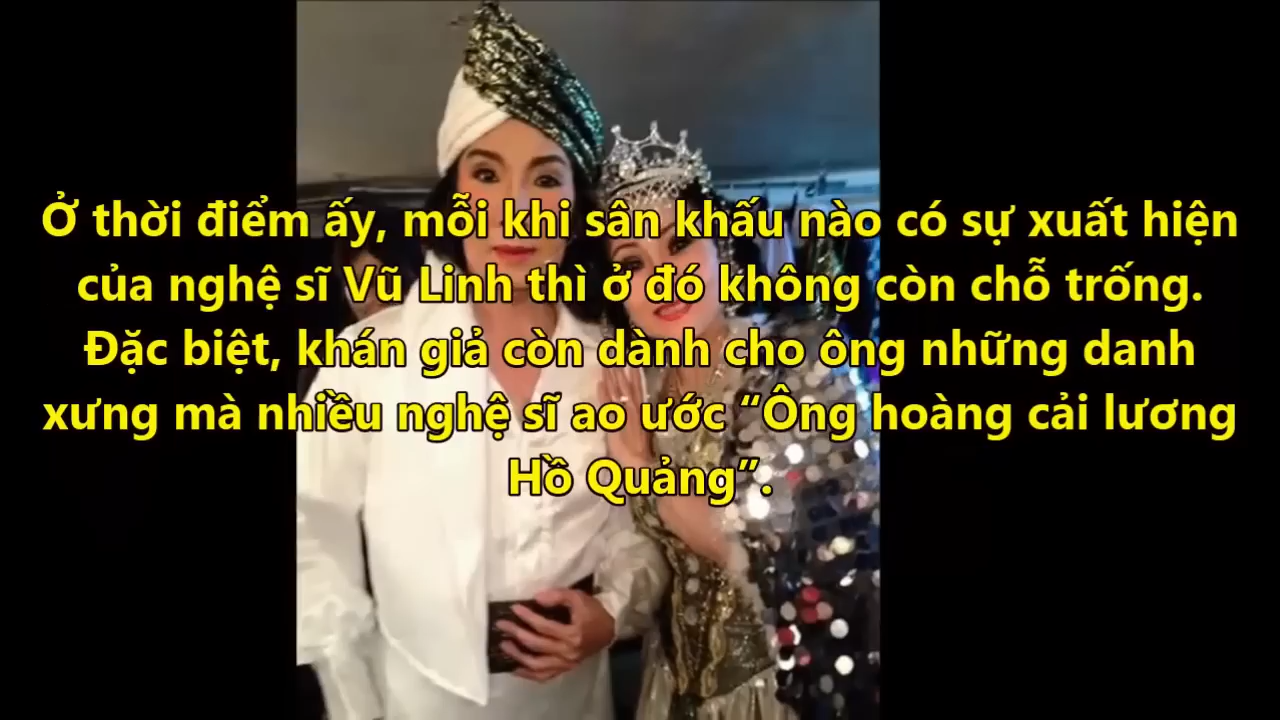 Ở thời điểm ấy, mỗi khi sân khấu nào có sự xuất hiện
của nghệ sĩ Vũ Linh thì ở đó không còn chỗ trống.
Đặc biệt, khán giả còn dành cho ông những danh
xưng mà nhiều nghệ sĩ ao ước “Ông hoàng cải lương
Hồ Quảng”.